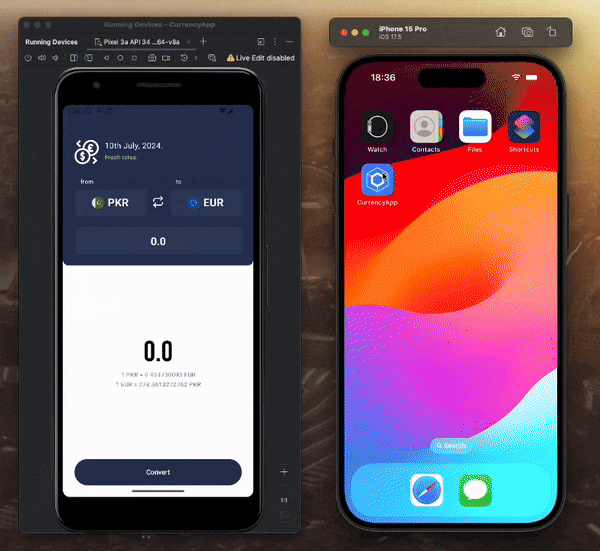 Running Devices - CurrencyApp
Running Devices
Pixel 3a API 34 ...64-v8a
Live Edit disabled
10th July, 2024.
Fresh rates
from
to
PKR
EUR
0.0
0.0
1 PKR = 0.924730093 EUR
1 EUR = 278.3613272762 PKR
Convert
1:1
iPhone 15 Pro
iOS 17.5
18:36
Watch
Contacts
Files
Shortcuts
CurrencyApp
Search